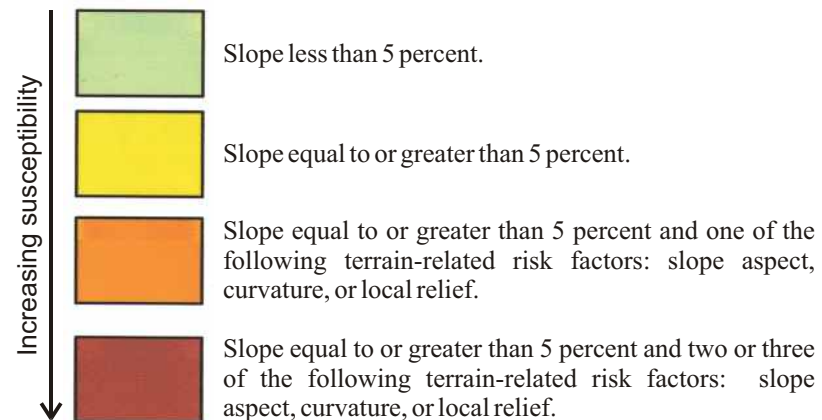 Increasing susceptibility
Slope less than 5 percent.
Slope equal to or greater than 5 percent.
Slope equal to or greater than 5 percent and one of the
following terrain-related risk factors: slope aspect,
curvature, or local relief.
Slope equal to or greater than 5 percent and two or three
of the following terrain-related risk factors: slope
aspect, curvature, or local relief.